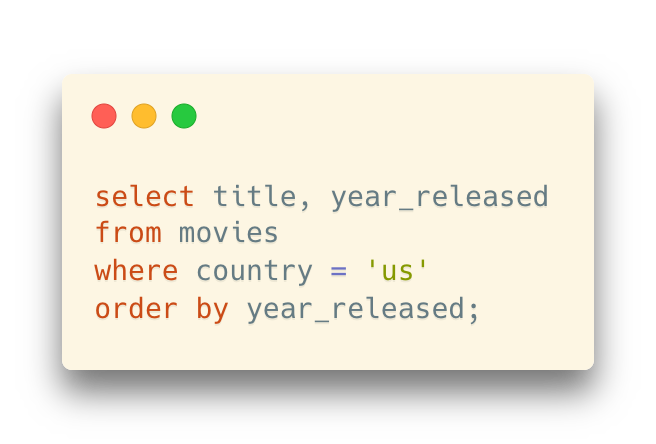 select title, year_released
from movies
where country = 'us'
order by year_released;